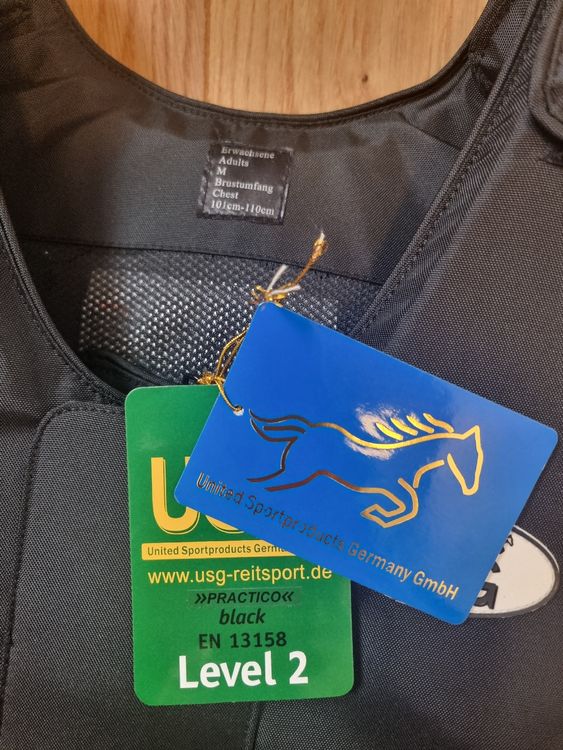 Erwachsene
Adults
M
Brustumfang
Chest
101cm-110cm
United Sportproducts Germany GmbH
United Sportproducts Germ
www.usg-reitsport.de
»PRACTICO«
black
EN 13158
Level 2